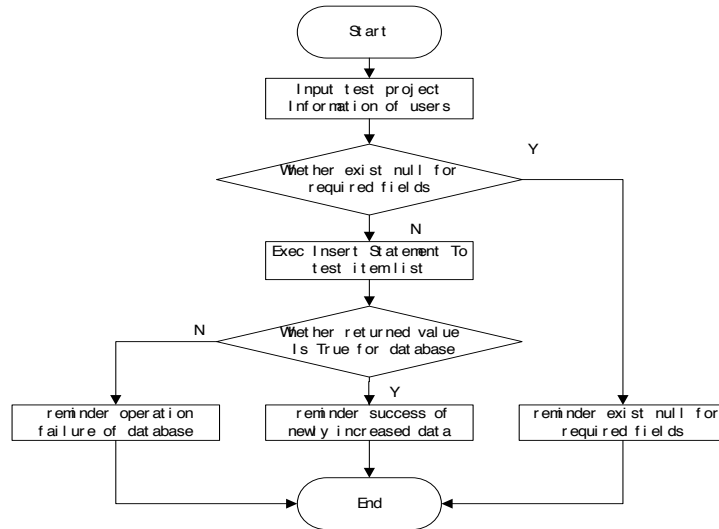 Start
Input test project
Information of users
Y
Whether exist null for
required fields
N
Exec Insert Statement To
test itemlist
N
Whether returned value
Is True for database
Y
reminder operation
failure of database
reminder success of
newly increased data
reminder exist null for
required fields
End